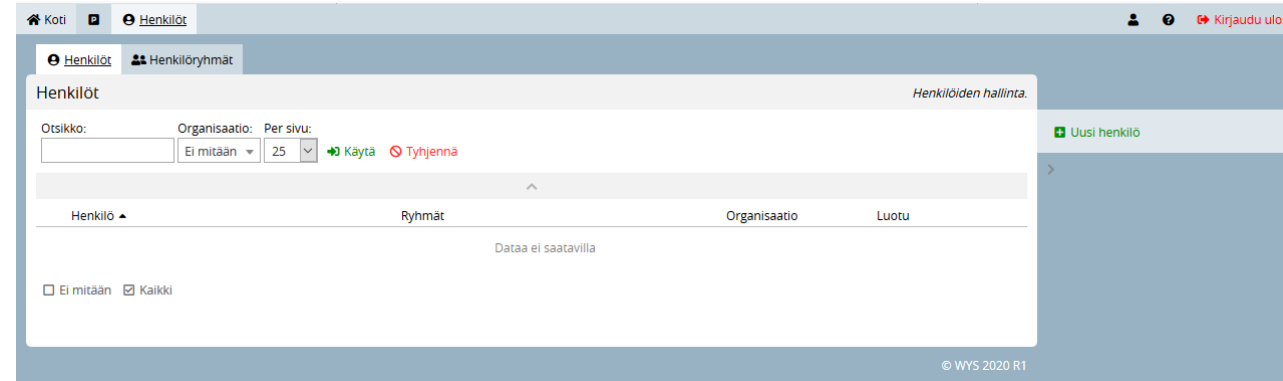 Koti P Henkilöt Kirjaudu ulo
Henkilöt Henkilöryhmät
Henkilöt Henkilöiden hallinta.
Otsikko: Organisaatio: Per sivu:
Ei mitään 25 Käytä Tyhjennä
Uusi henkilö
Henkilö Ryhmät Organisaatio Luotu
Dataa ei saatavilla
Ei mitään Kaikki
© WYS 2020 R1